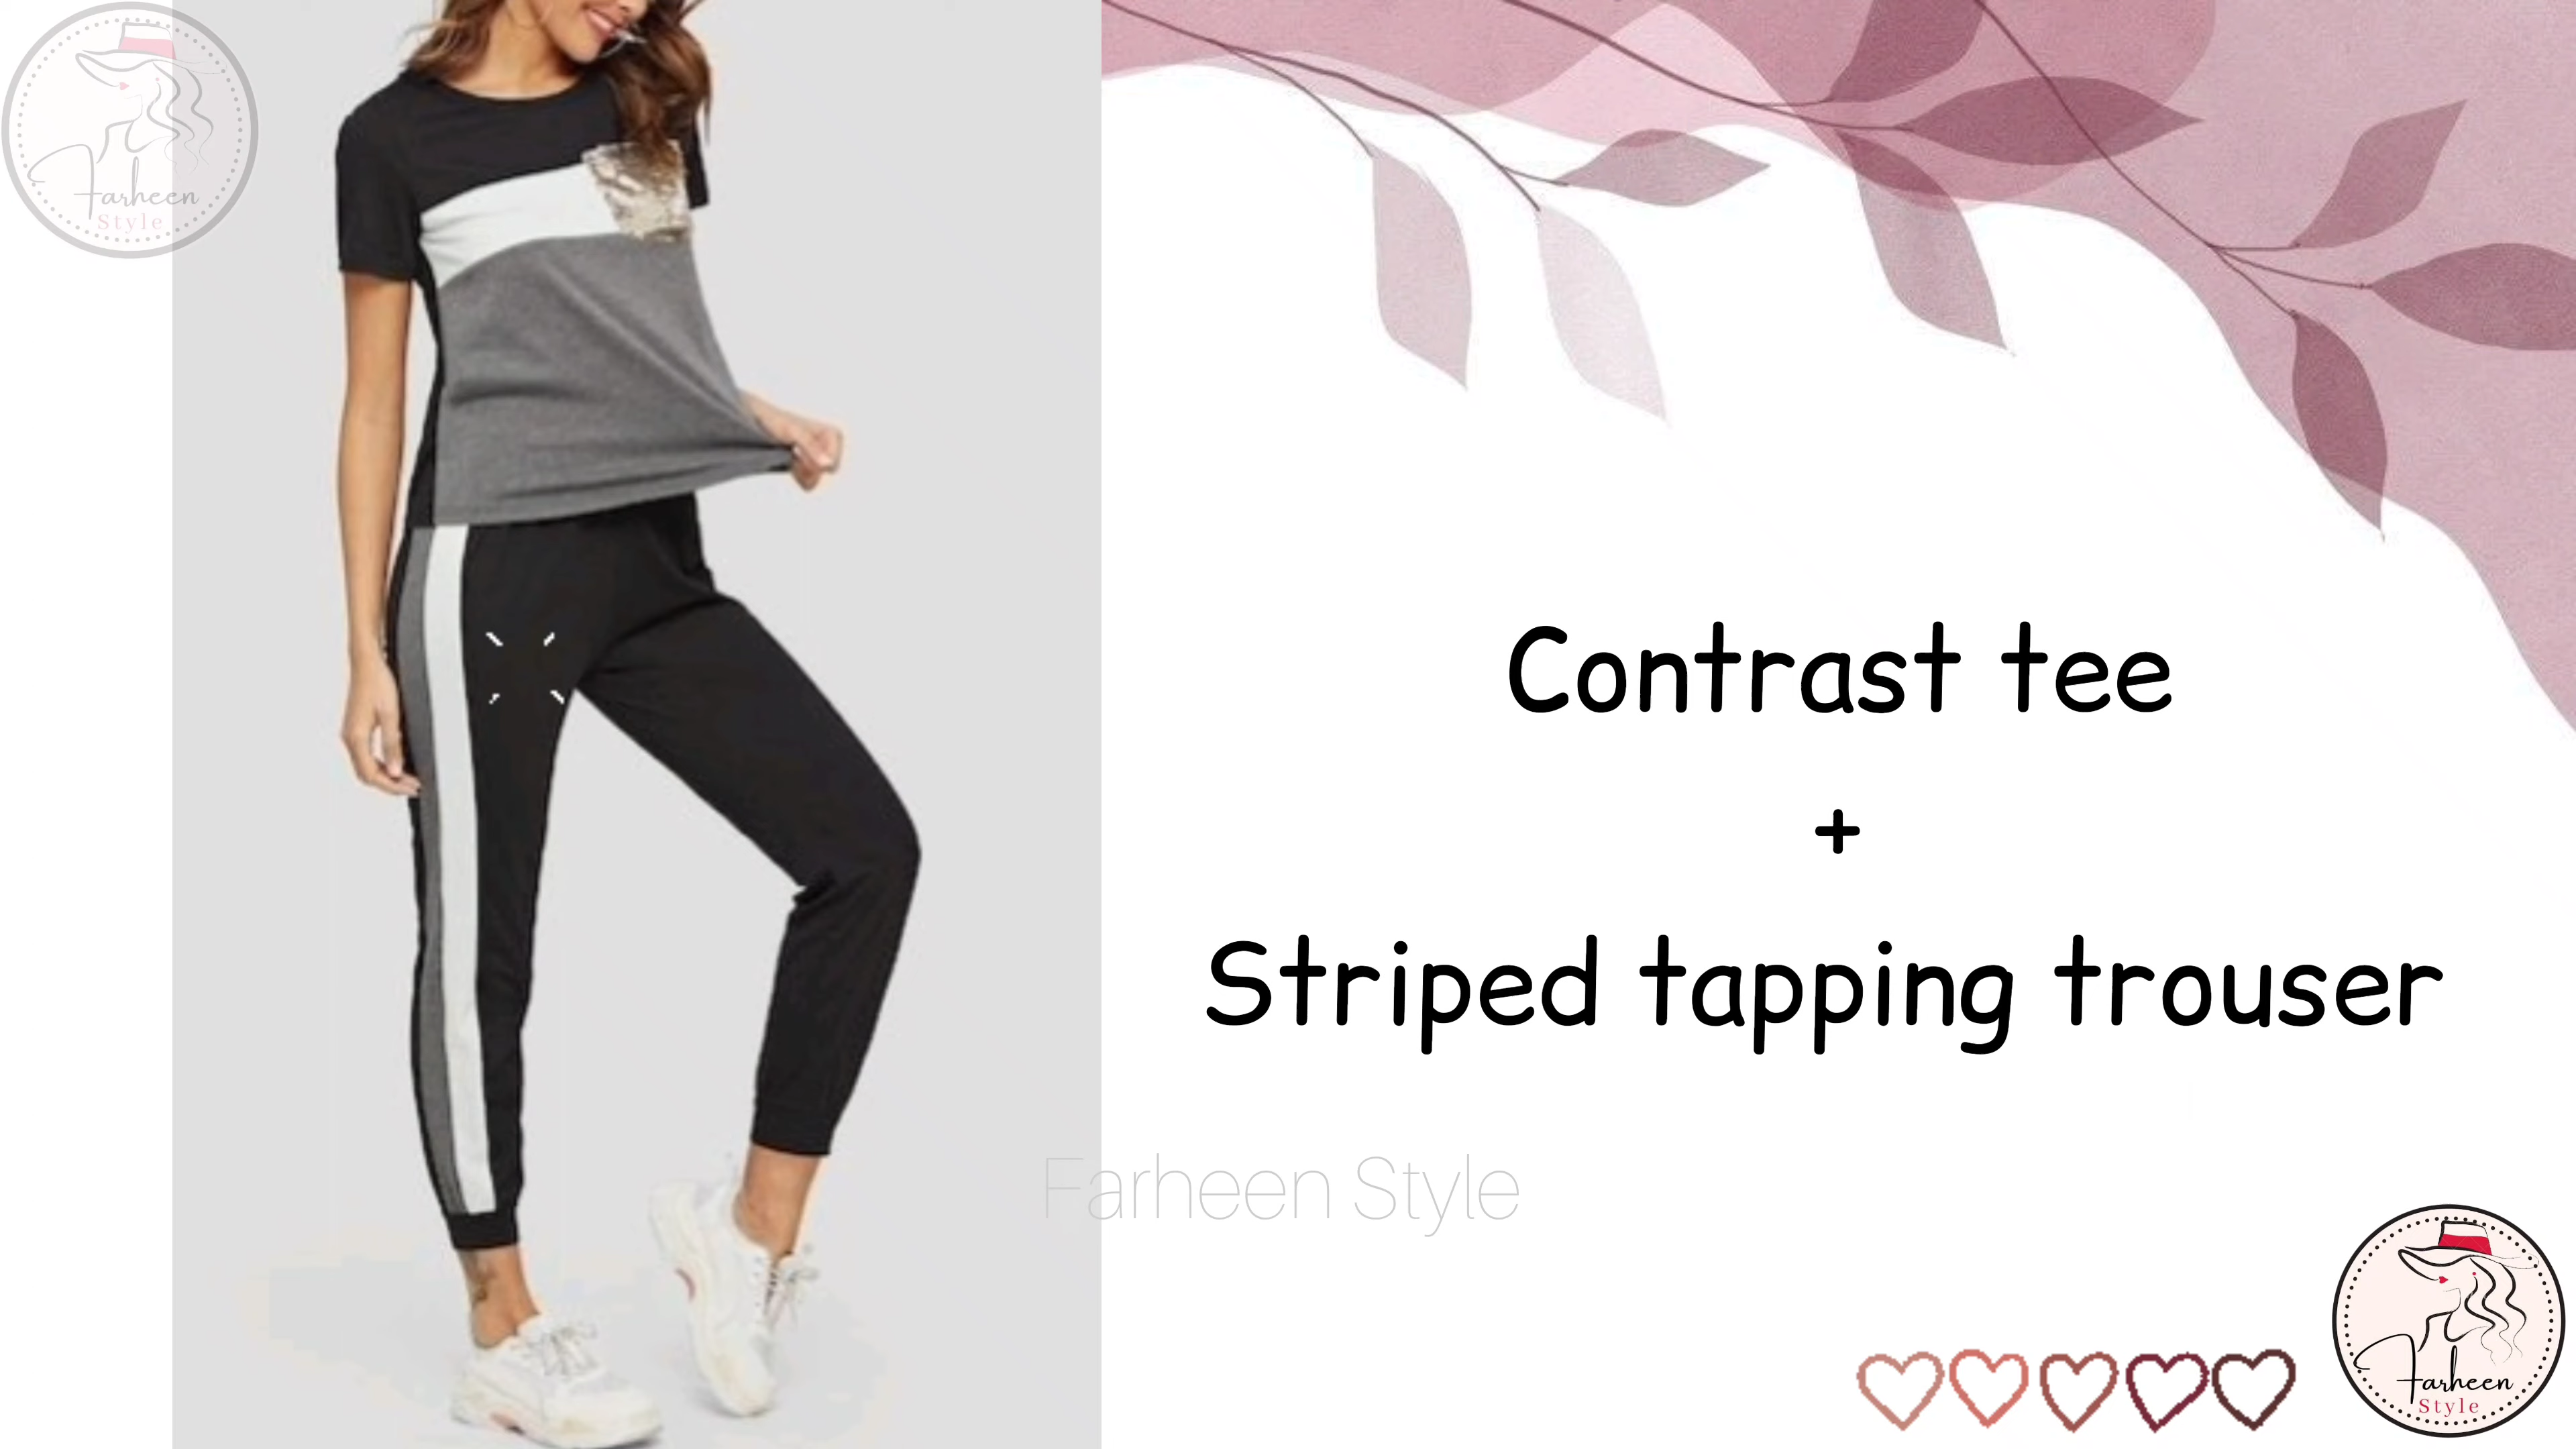 Farheen
Style
Contrast tee
+
Striped tapping trouser
Farheen Style
Farheen
Style